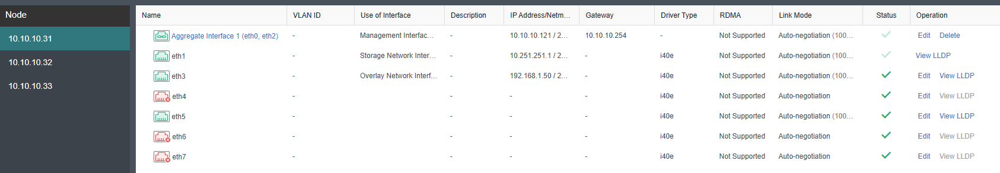 Node
10.10.10.31
10.10.10.32
10.10.10.33
Name VLAN ID Use of Interface Description IP Address/Netm... Gateway Driver Type RDMA Link Mode Status Operation
Aggregate Interface 1 (eth0, eth2) - Management Interfac... - 10.10.10.121 / 2... 10.10.10.254 - Not Supported Auto-negotiation (100... Edit Delete
eth1 - Storage Network Inter... - 10.251.251.1 / 2... - i40e Not Supported Auto-negotiation (100... View LLDP
eth3 - Overlay Network Interf... - 192.168.1.50 / 2... - i40e Not Supported Auto-negotiation (100... Edit View LLDP
eth4 - - - - i40e Not Supported Auto-negotiation Edit View LLDP
eth5 - - - - i40e Not Supported Auto-negotiation (100... Edit View LLDP
eth6 - - - - i40e Not Supported Auto-negotiation Edit View LLDP
eth7 - - - - i40e Not Supported Auto-negotiation Edit View LLDP